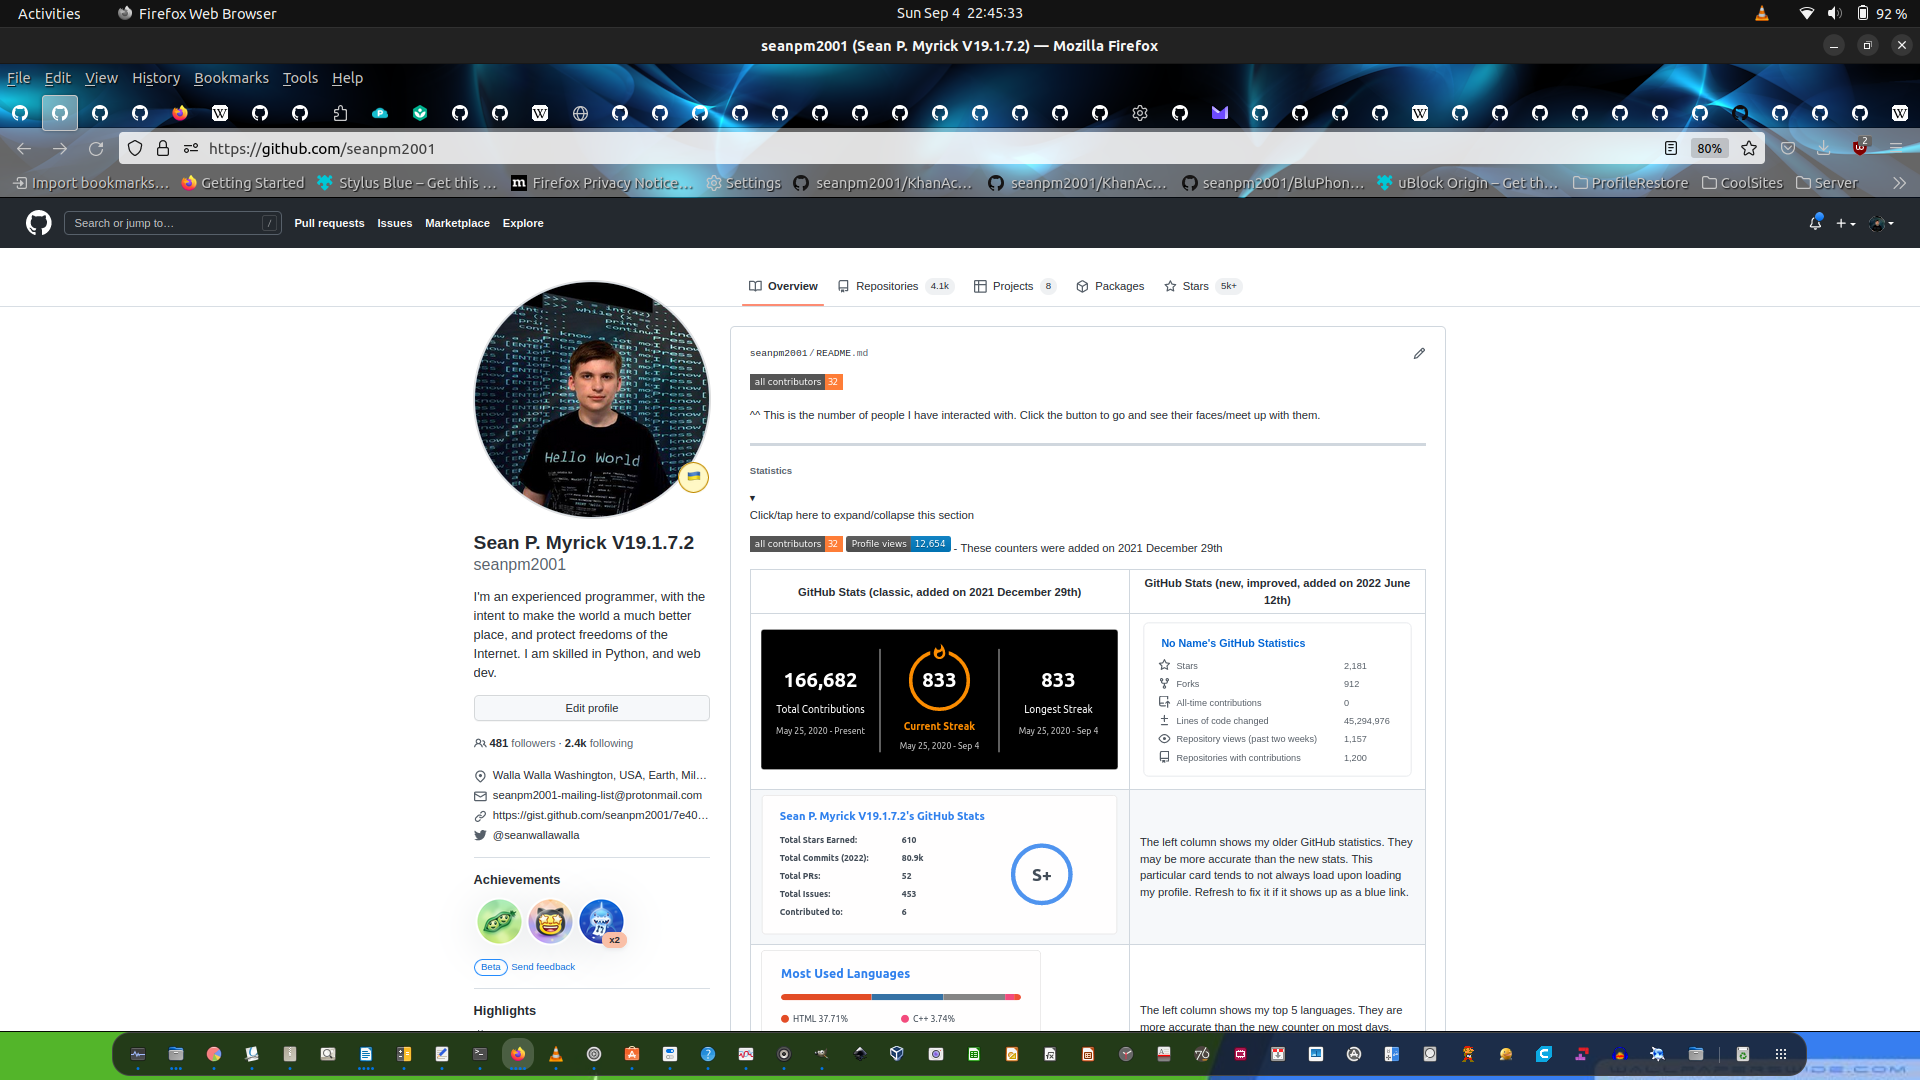 Activities
Firefox Web Browser
Sun Sep 4 22:45:33
92 %
seanpm2001 (Sean P. Myrick V19.1.7.2) — Mozilla Firefox
File Edit View History Bookmarks Tools Help
https://github.com/seanpm2001
80%
2
Import bookmarks…
Getting Started
Stylus Blue – Get this …
Firefox Privacy Notice…
Settings
seanpm2001/KhanAc…
seanpm2001/KhanAc…
seanpm2001/BluPhon…
uBlock Origin – Get th…
ProfileRestore
CoolSites
Server
Search or jump to…
/
Pull requests
Issues
Marketplace
Explore
Overview
Repositories 4.1k
Projects 8
Packages
Stars 5k+
Hello World
Sean P. Myrick V19.1.7.2
seanpm2001
I'm an experienced programmer, with the
intent to make the world a much better
place, and protect freedoms of the
Internet. I am skilled in Python, and web
dev.
Edit profile
481 followers · 2.4k following
Walla Walla Washington, USA, Earth, Mil…
seanpm2001-mailing-list@protonmail.com
https://gist.github.com/seanpm2001/7e40…
@seanwallawalla
Achievements
x2
Beta Send feedback
Highlights
seanpm2001/README.md
all contributors 32
^^ This is the number of people I have interacted with. Click the button to go and see their faces/meet up with them.
Statistics
▾
Click/tap here to expand/collapse this section
all contributors 32 Profile views 12,654 - These counters were added on 2021 December 29th
GitHub Stats (classic, added on 2021 December 29th)
GitHub Stats (new, improved, added on 2022 June
12th)
166,682
Total Contributions
May 25, 2020 - Present
833
Current Streak
May 25, 2020 - Sep 4
833
Longest Streak
May 25, 2020 - Sep 4
No Name's GitHub Statistics
Stars 2,181
Forks 912
All-time contributions 0
Lines of code changed 45,294,976
Repository views (past two weeks) 1,157
Repositories with contributions 1,200
Sean P. Myrick V19.1.7.2's GitHub Stats
Total Stars Earned: 610
Total Commits (2022): 80.9k
Total PRs: 52
Total Issues: 453
Contributed to: 6
S+
The left column shows my older GitHub statistics. They
may be more accurate than the new stats. This
particular card tends to not always load upon loading
my profile. Refresh to fix it if it shows up as a blue link.
Most Used Languages
HTML 37.71%
C++ 3.74%
The left column shows my top 5 languages. They are
more accurate than the new counter on most days.